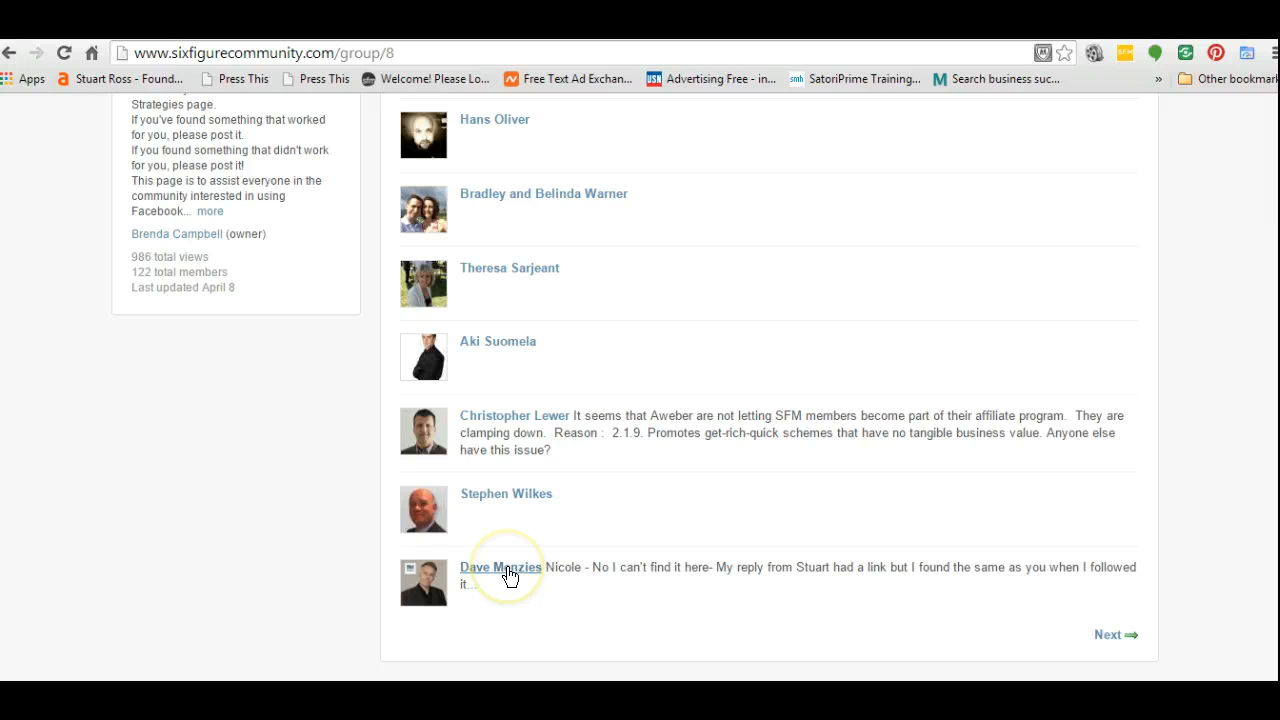 www.sixfigurecommunity.com/group/8
Apps Stuart Ross - Found... Press This Press This Welcome! Please Lo... Free Text Ad Exchan... USN Advertising Free - in... smh SatoriPrime Training... M Search business suc... » Other bookmark
Strategies page.
If you've found something that worked
for you, please post it.
If you found something that didn't work
for you, please post it!
This page is to assist everyone in the
community interested in using
Facebook... more
Brenda Campbell (owner)
986 total views
122 total members
Last updated April 8
Hans Oliver
Bradley and Belinda Warner
Theresa Sarjeant
Aki Suomela
Christopher Lewer It seems that Aweber are not letting SFM members become part of their affiliate program. They are
clamping down. Reason : 2.1.9. Promotes get-rich-quick schemes that have no tangible business value. Anyone else
have this issue?
Stephen Wilkes
Dave Menzies Nicole - No I can't find it here- My reply from Stuart had a link but I found the same as you when I followed
it...
Next